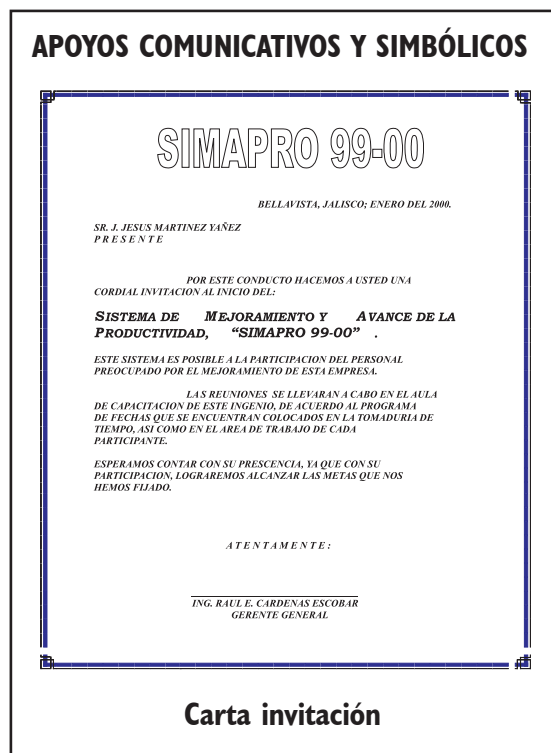 APOYOS COMUNICATIVOS Y SIMBÓLICOS
SIMAPRO 99-00
BELLAVISTA, JALISCO; ENERO DEL 2000.
SR. J. JESUS MARTINEZ YAÑEZ
P R E S E N T E
POR ESTE CONDUCTO HACEMOS A USTED UNA
CORDIAL INVITACION AL INICIO DEL:
SISTEMA DE MEJORAMIENTO Y AVANCE DE LA
PRODUCTIVIDAD, "SIMAPRO 99-00" .
ESTE SISTEMA ES POSIBLE A LA PARTICIPACION DEL PERSONAL
PREOCUPADO POR EL MEJORAMIENTO DE ESTA EMPRESA.
LAS REUNIONES SE LLEVARAN A CABO EN EL AULA
DE CAPACITACION DE ESTE INGENIO, DE ACUERDO AL PROGRAMA
DE FECHAS QUE SE ENCUENTRAN COLOCADOS EN LA TOMADURIA DE
TIEMPO, ASI COMO EN EL AREA DE TRABAJO DE CADA
PARTICIPANTE.
ESPERAMOS CONTAR CON SU PRESCENCIA, YA QUE CON SU
PARTICIPACION, LOGRAREMOS ALCANZAR LAS METAS QUE NOS
HEMOS FIJADO.
A T E N T A M E N T E :
ING. RAUL E. CARDENAS ESCOBAR
GERENTE GENERAL
Carta invitación